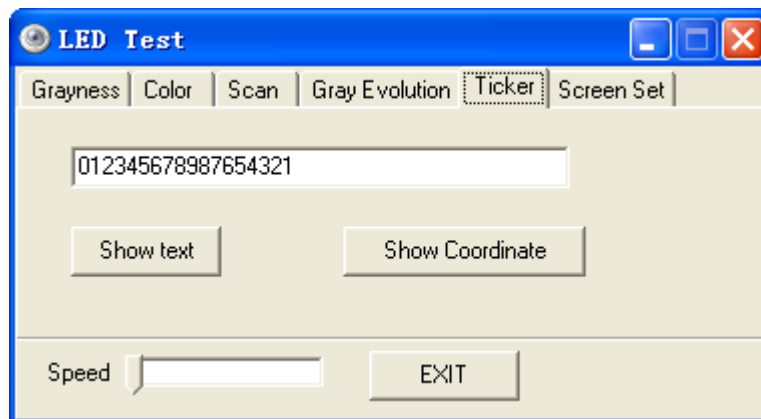 LED Test
Grayness Color Scan Gray Evolution Ticker Screen Set
012345678987654321
Show text Show Coordinate
Speed EXIT